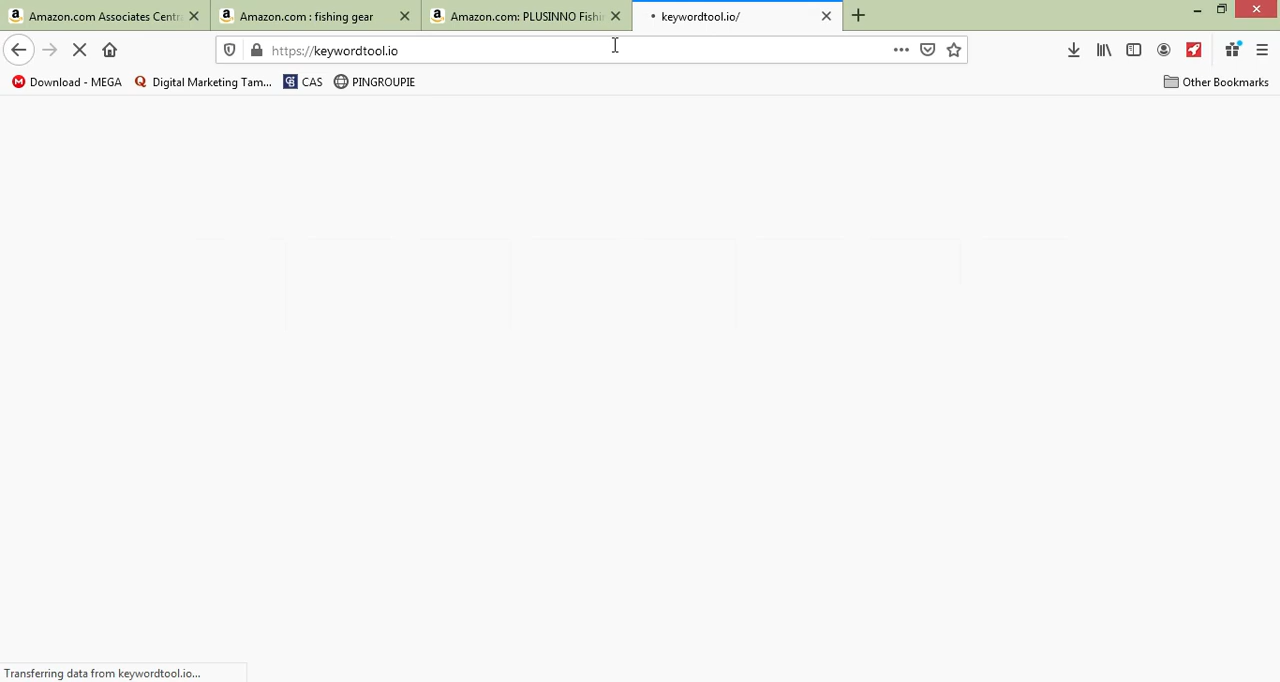 Amazon.com Associates Centr
Amazon.com : fishing gear
Amazon.com: PLUSINNO Fishi
keywordtool.io/
https://keywordtool.io
Download - MEGA
Digital Marketing Tam...
CAS
PINGROUPIE
Other Bookmarks
Transferring data from keywordtool.io...